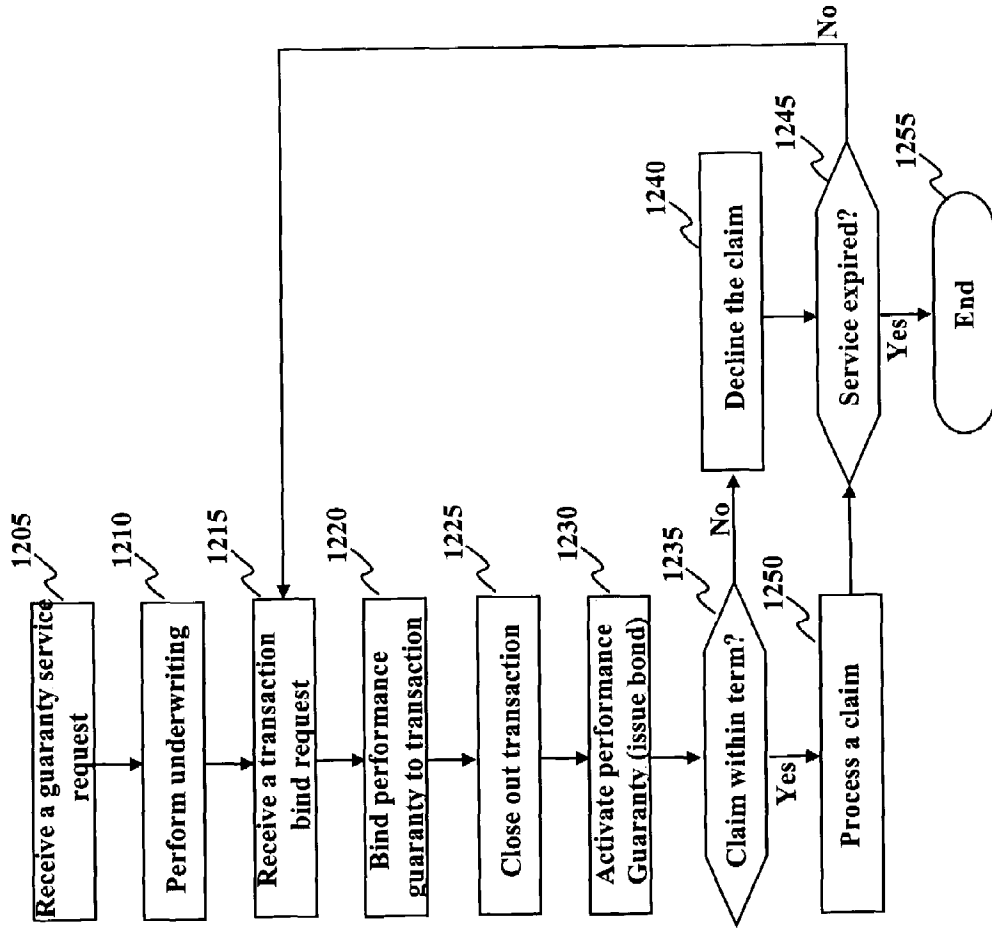 1205
Receive a guaranty service
request
1210
Perform underwriting
1215
Receive a transaction
bind request
1220
Bind performance
guaranty to transaction
1225
Close out transaction
1230
Activate performance
Guaranty (issue bond)
1235
Claim within term?
No
Yes
1240
Decline the claim
1250
Process a claim
1245
Service expired?
No
Yes
1255
End